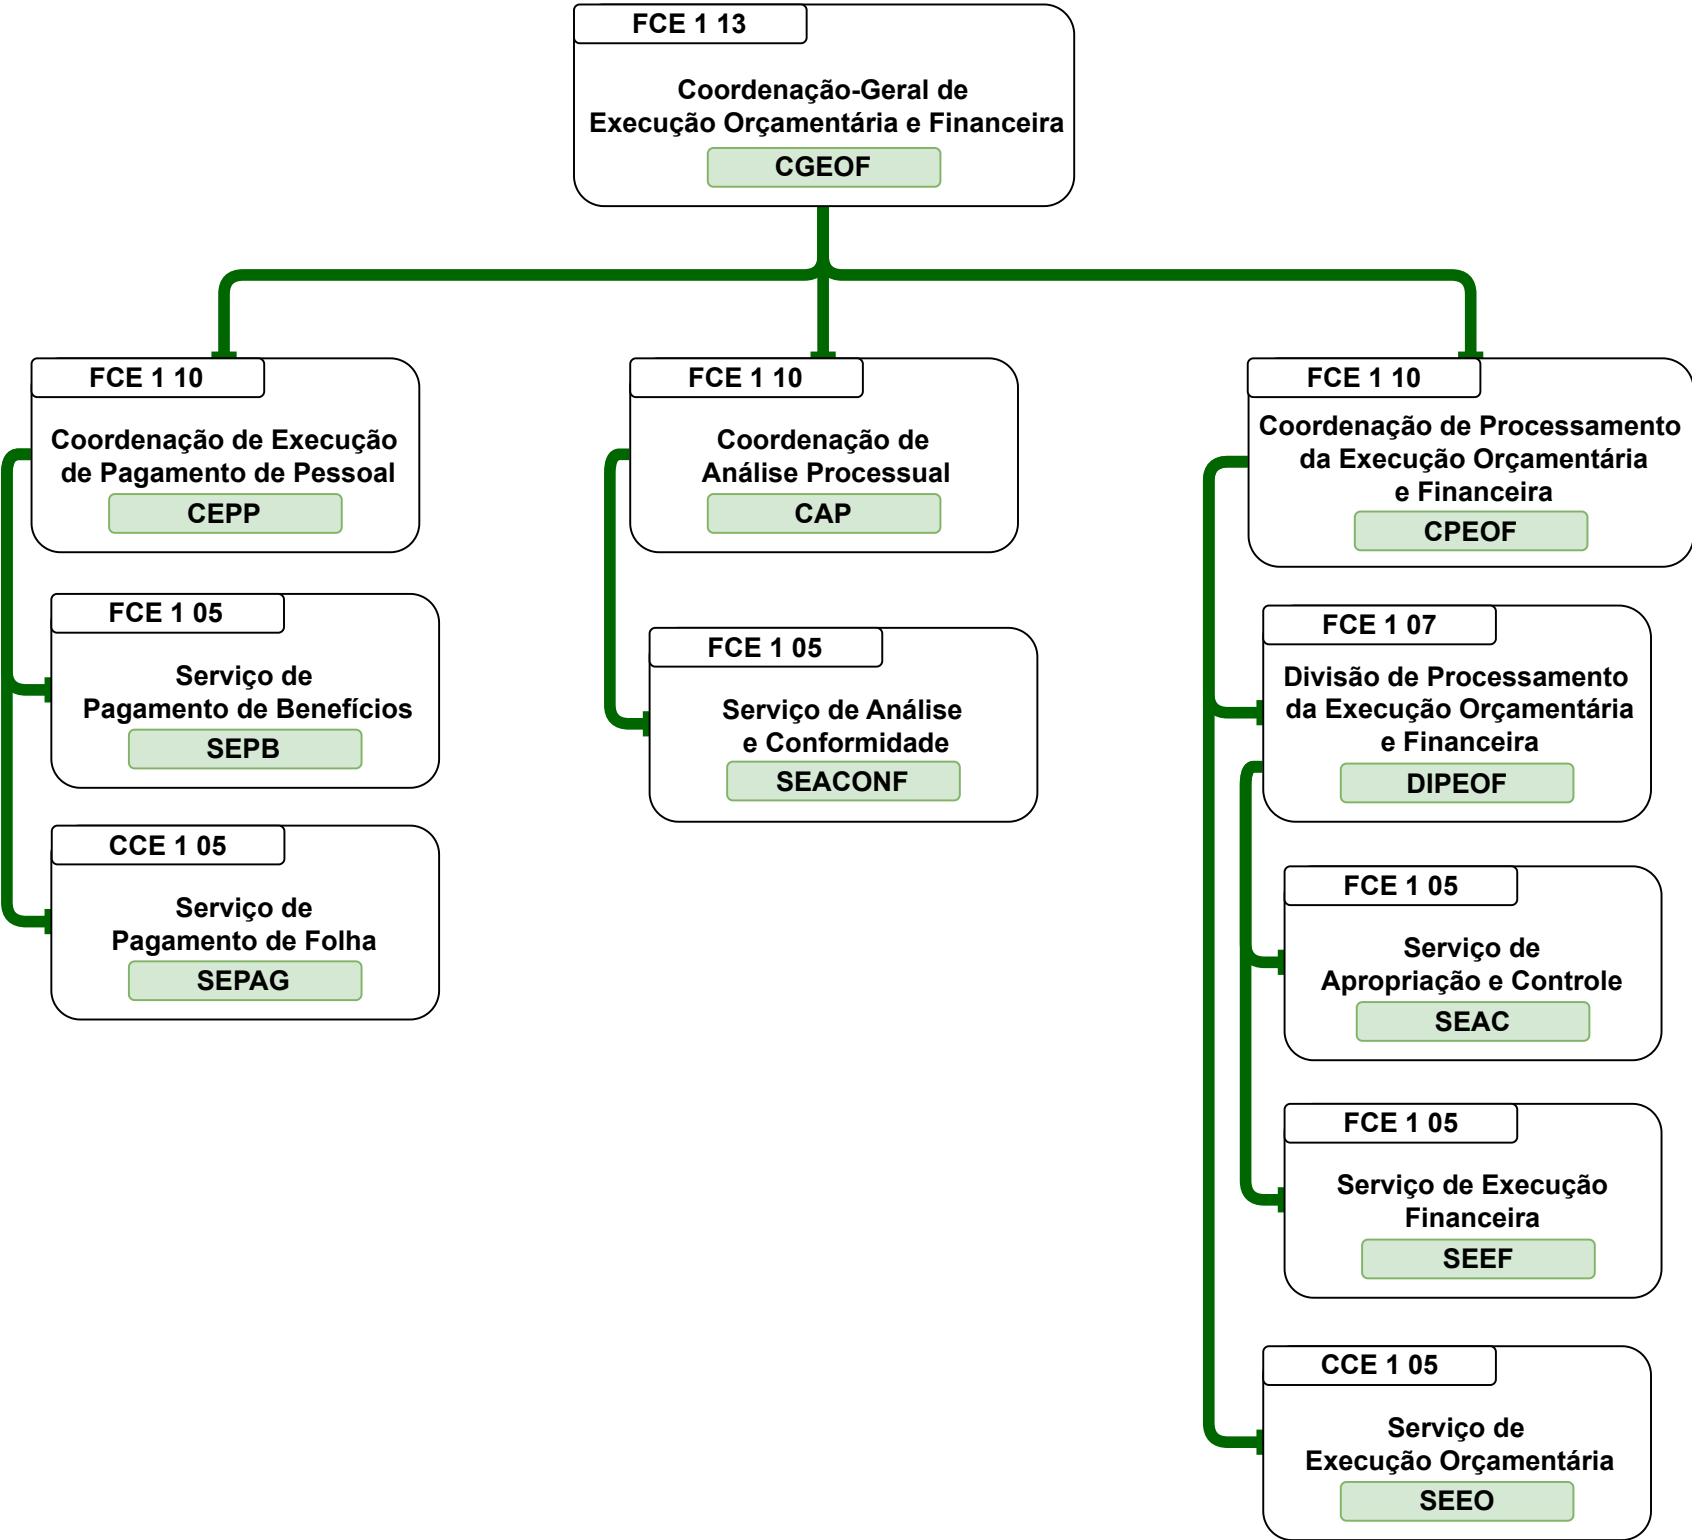 FCE 1 13
Coordenação-Geral de
Execução Orçamentária e Financeira
CGEOF
FCE 1 10
Coordenação de Execução
de Pagamento de Pessoal
CEPP
FCE 1 05
Serviço de
Pagamento de Benefícios
SEPB
CCE 1 05
Serviço de
Pagamento de Folha
SEPAG
FCE 1 10
Coordenação de
Análise Processual
CAP
FCE 1 05
Serviço de Análise
e Conformidade
SEACONF
FCE 1 10
Coordenação de Processamento
da Execução Orçamentária
e Financeira
CPEOF
FCE 1 07
Divisão de Processamento
da Execução Orçamentária
e Financeira
DIPEOF
FCE 1 05
Serviço de
Apropriação e Controle
SEAC
FCE 1 05
Serviço de Execução
Financeira
SEEF
CCE 1 05
Serviço de
Execução Orçamentária
SEEO